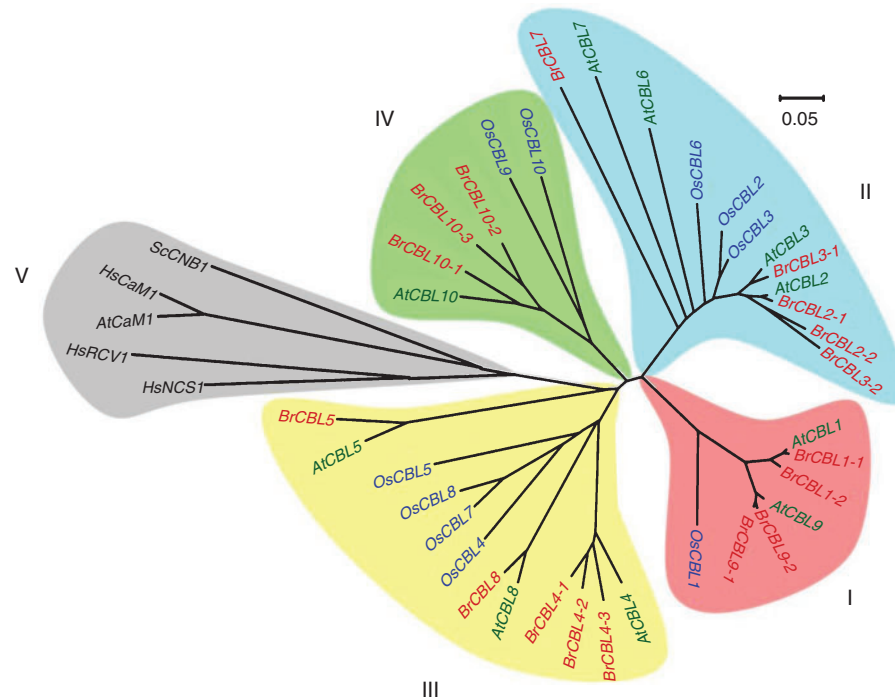 IV
BrCBL7
AtCBL7
AtCBL6
0.05
OsCBL9
OsCBL10
OsCBL6
OsCBL2
OsCBL3
II
BrCBL10-3
BrCBL10-2
BrCBL10-1
AtCBL10
AtCBL3
BrCBL3-1
AtCBL2
BrCBL2-1
BrCBL2-2
BrCBL3-2
V
ScCNB1
HsCaM1
AtCaM1
HsRCV1
HsNCS1
BrCBL5
AtCBL5
OsCBL5
OsCBL8
OsCBL7
OsCBL4
BrCBL8
AtCBL8
BrCBL4-1
BrCBL4-2
BrCBL4-3
AtCBL4
III
AtCBL1
BrCBL1-1
BrCBL1-2
AtCBL9
BrCBL9-2
BrCBL9-1
OsCBL1
I